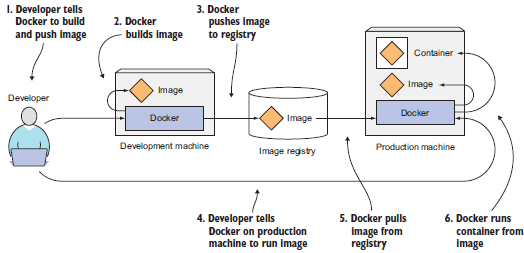 1. Developer tells
Docker to build
and push image
2. Docker
builds image
3. Docker
pushes image
to registry
Container
Image
Docker
Production machine
Image
Docker
Development machine
Image
Image registry
Developer
4. Developer tells
Docker on production
machine to run image
5. Docker pulls
image from
registry
6. Docker runs
container from
image